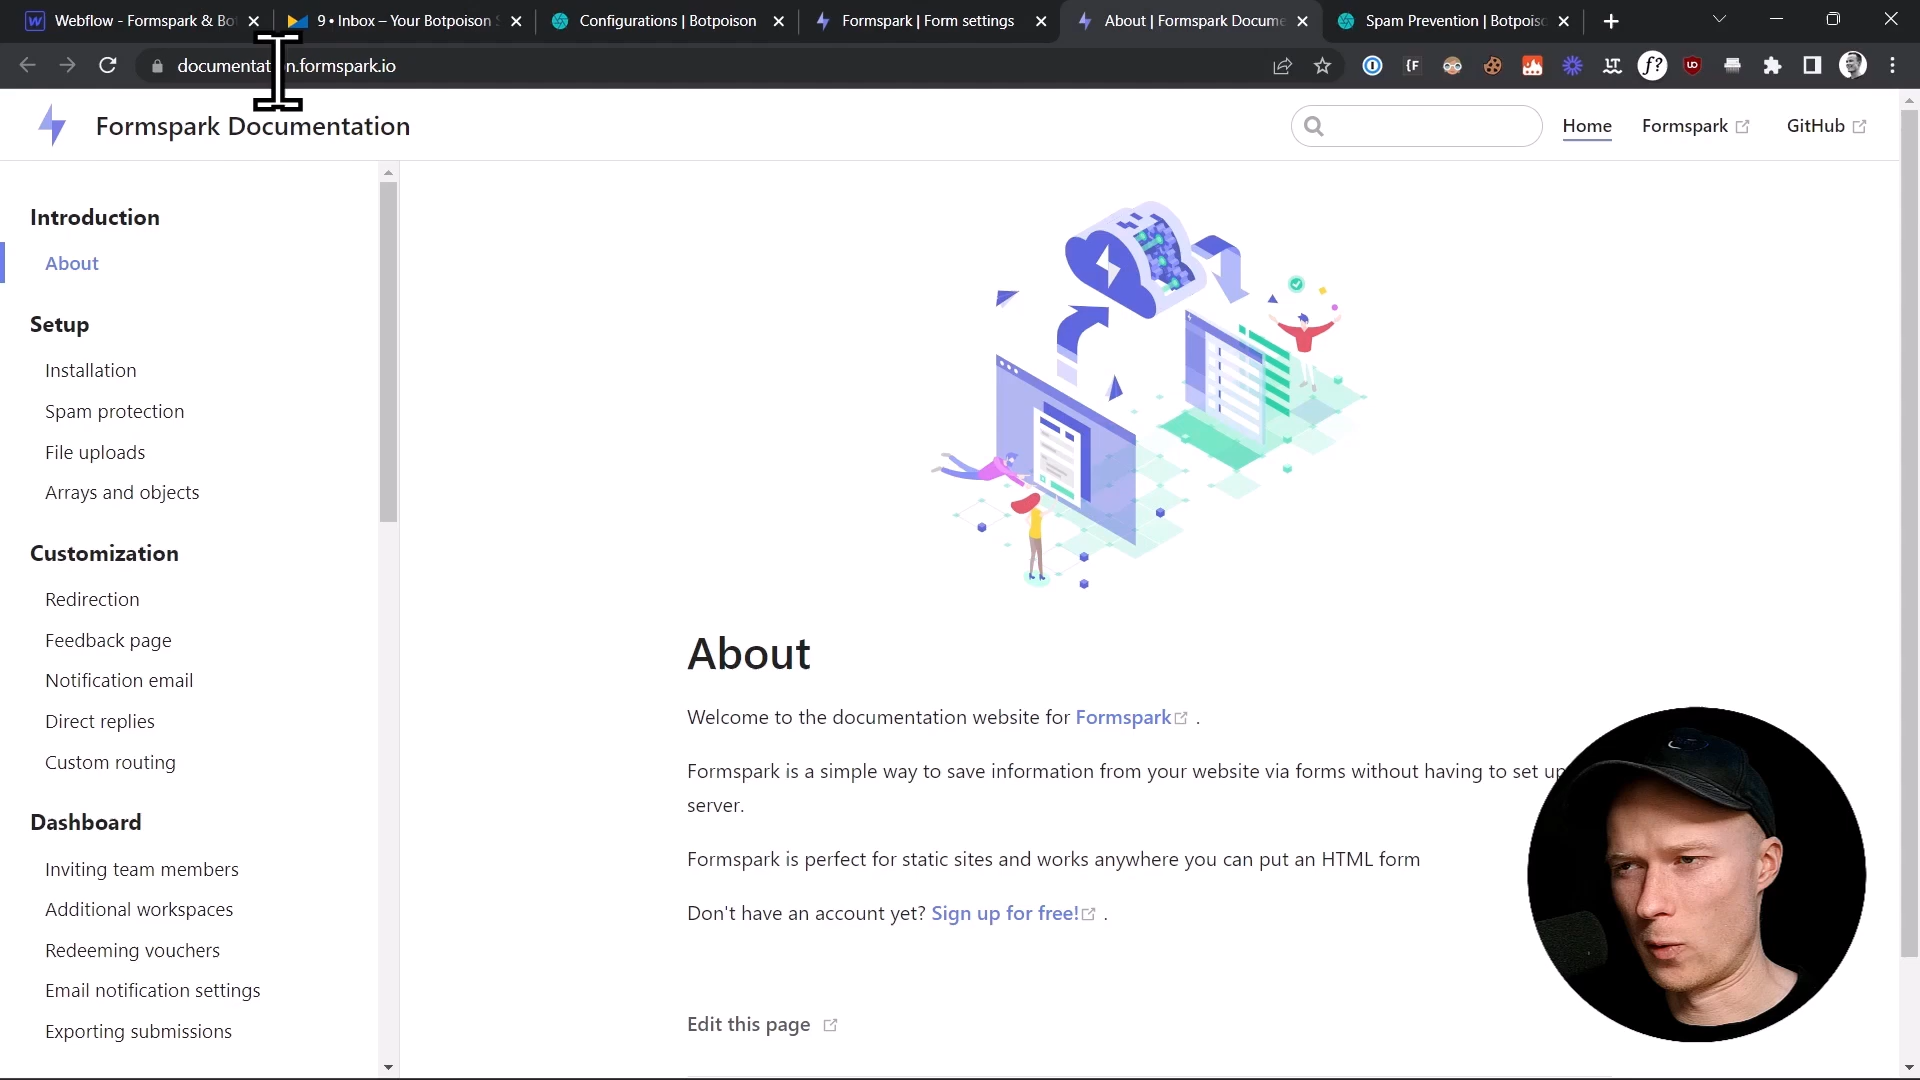 Webflow - Formspark & Bo
9 • Inbox – Your Botpoison
Configurations | Botpoison
Formspark | Form settings
About | Formspark Docume
Spam Prevention | Botpois
documentat n.formspark.io
Formspark Documentation
Home
Formspark
GitHub
Introduction
About
Setup
Installation
Spam protection
File uploads
Arrays and objects
Customization
Redirection
Feedback page
Notification email
Direct replies
Custom routing
Dashboard
Inviting team members
Additional workspaces
Redeeming vouchers
Email notification settings
Exporting submissions
About
Welcome to the documentation website for Formspark .
Formspark is a simple way to save information from your website via forms without having to set up
server.
Formspark is perfect for static sites and works anywhere you can put an HTML form
Don't have an account yet? Sign up for free! .
Edit this page